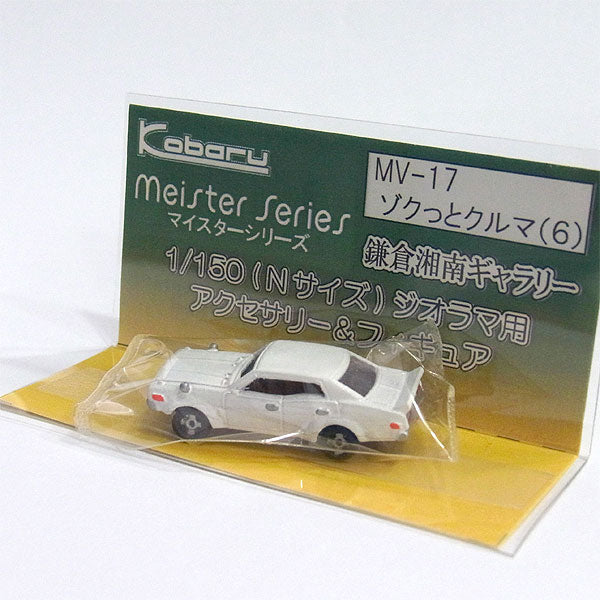 Kobaru
meister Series
マイスターシリーズ
MV-17
ゾクっとクルマ(6)
鎌倉湘南ギャラリー
1/150(Nサイズ)ジオラマ用
アクセサリー&フィギュア